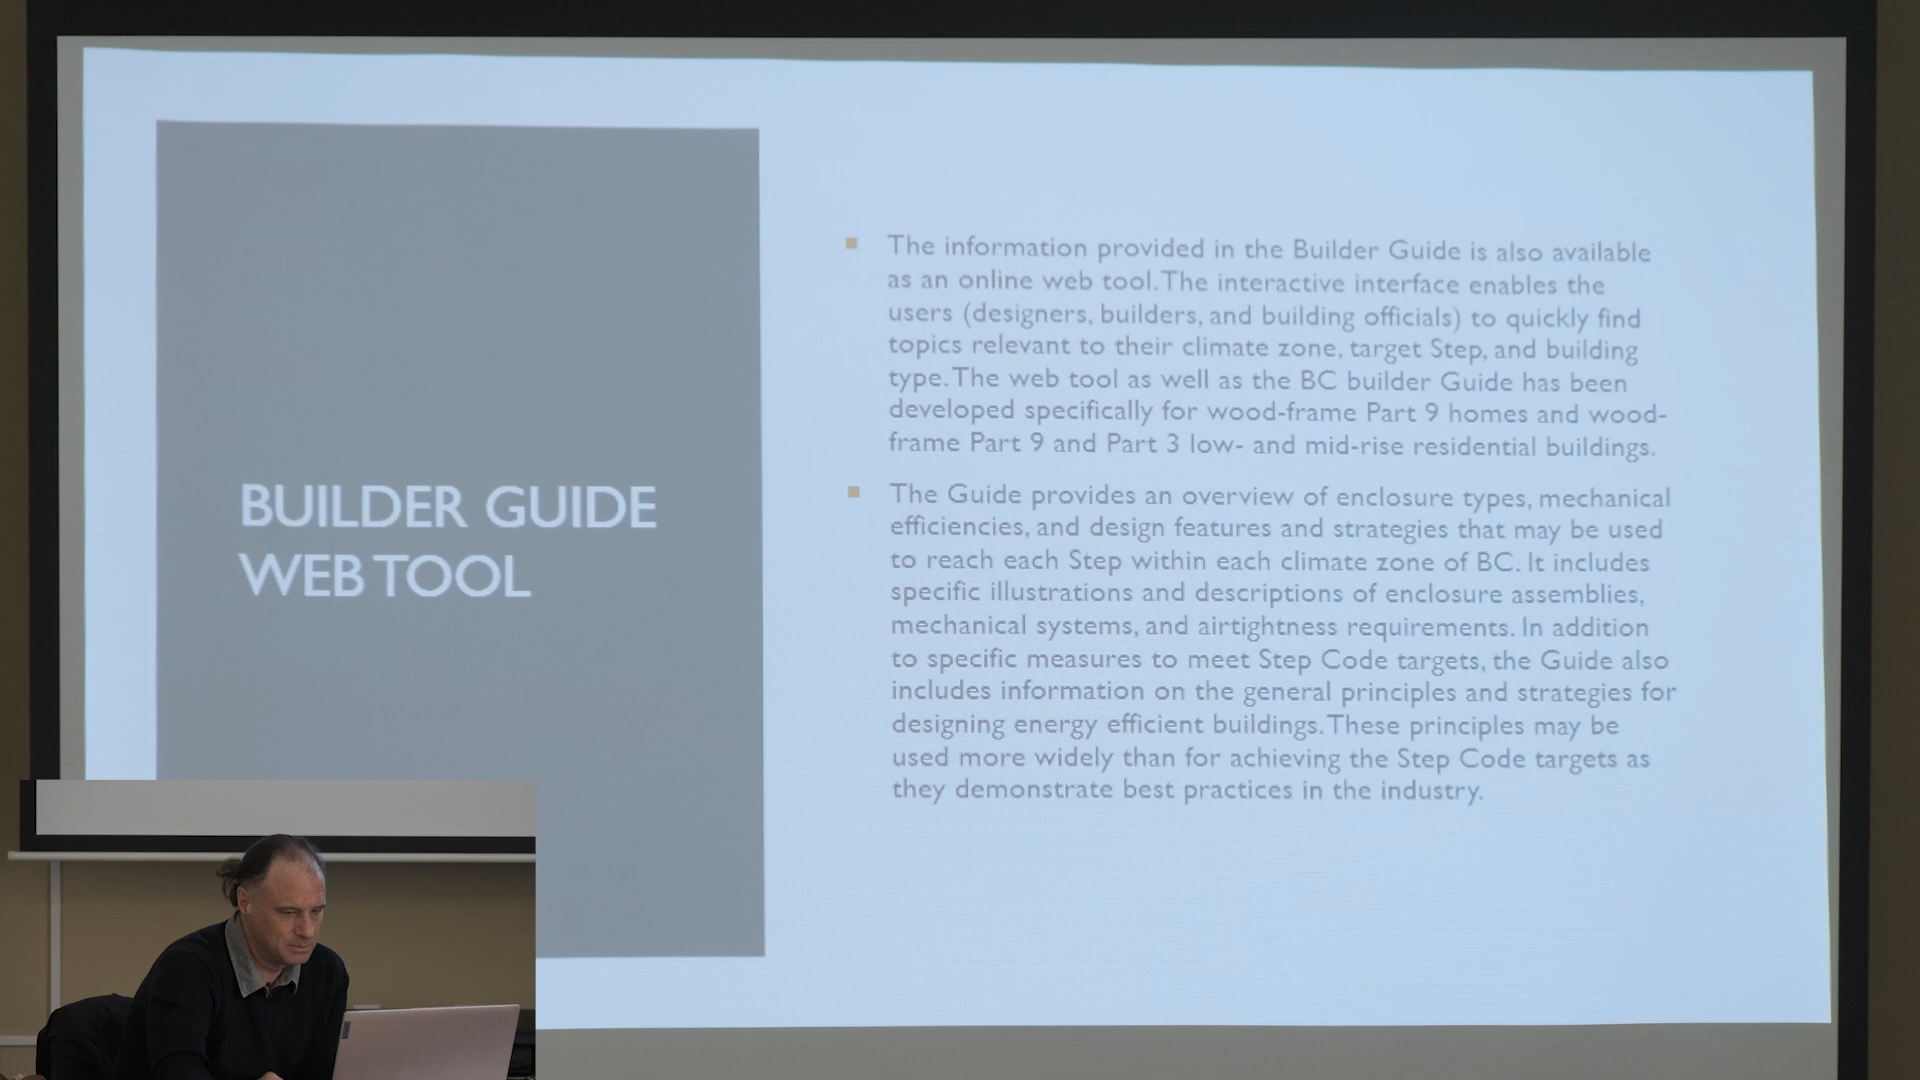 BUILDER GUIDE
WEB TOOL
The information provided in the Builder Guide is also available
as an online web tool. The interactive interface enables the
users (designers, builders, and building officials) to quickly find
topics relevant to their climate zone, target Step, and building
type. The web tool as well as the BC builder Guide has been
developed specifically for wood-frame Part 9 homes and wood-
frame Part 9 and Part 3 low- and mid-rise residential buildings.
The Guide provides an overview of enclosure types, mechanical
efficiencies, and design features and strategies that may be used
to reach each Step within each climate zone of BC. It includes
specific illustrations and descriptions of enclosure assemblies,
mechanical systems, and airtightness requirements. In addition
to specific measures to meet Step Code targets, the Guide also
includes information on the general principles and strategies for
designing energy efficient buildings. These principles may be
used more widely than for achieving the Step Code targets as
they demonstrate best practices in the industry.